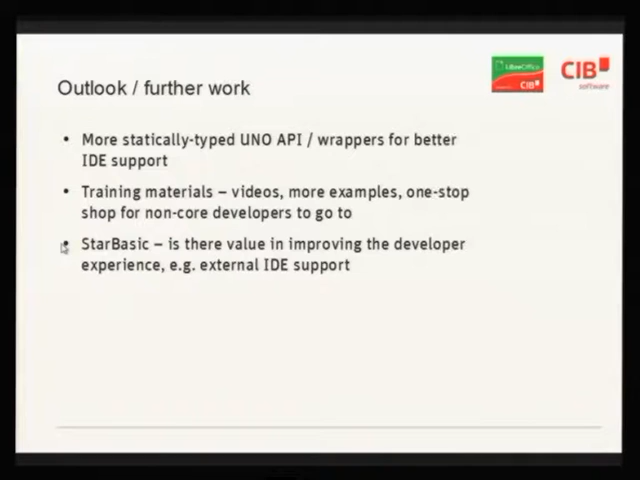 Outlook / further work
LibreOffice
CIB
CIB
software
• More statically-typed UNO API / wrappers for better
IDE support
• Training materials – videos, more examples, one-stop
shop for non-core developers to go to
• StarBasic – is there value in improving the developer
experience, e.g. external IDE support